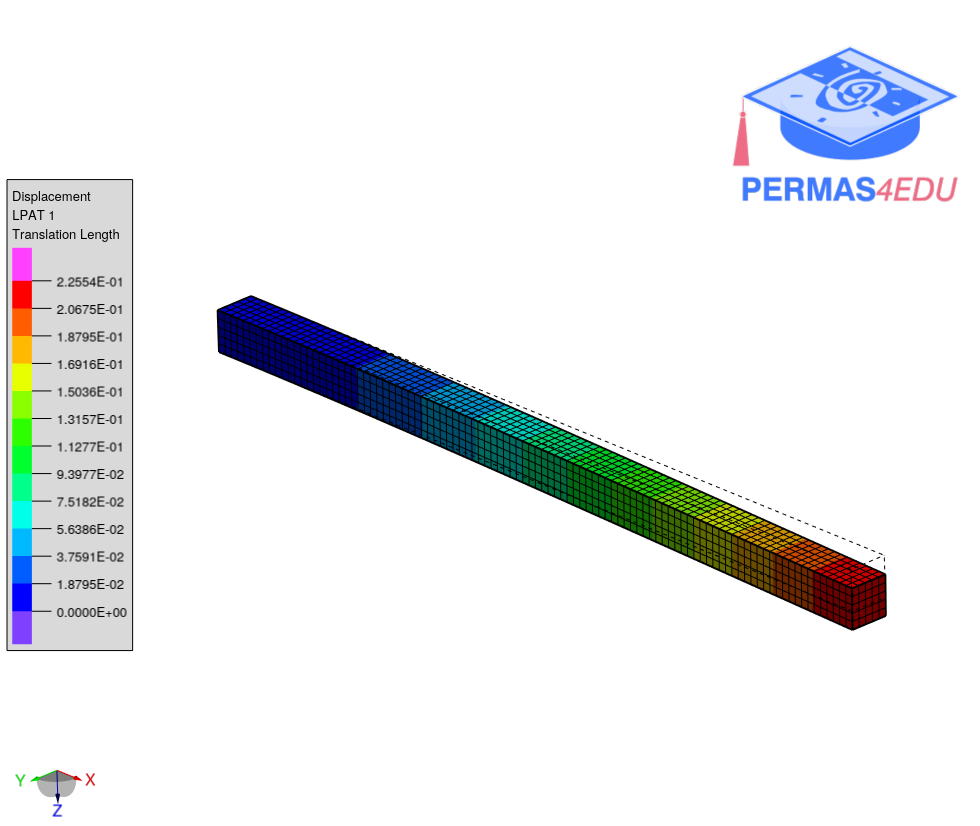 PERMAS4EDU
Displacement
LPAT 1
Translation Length
2.2554E-01
2.0675E-01
1.8795E-01
1.6916E-01
1.5036E-01
1.3157E-01
1.1277E-01
9.3977E-02
7.5182E-02
5.6386E-02
3.7591E-02
1.8795E-02
0.0000E+00
Y
X
Z